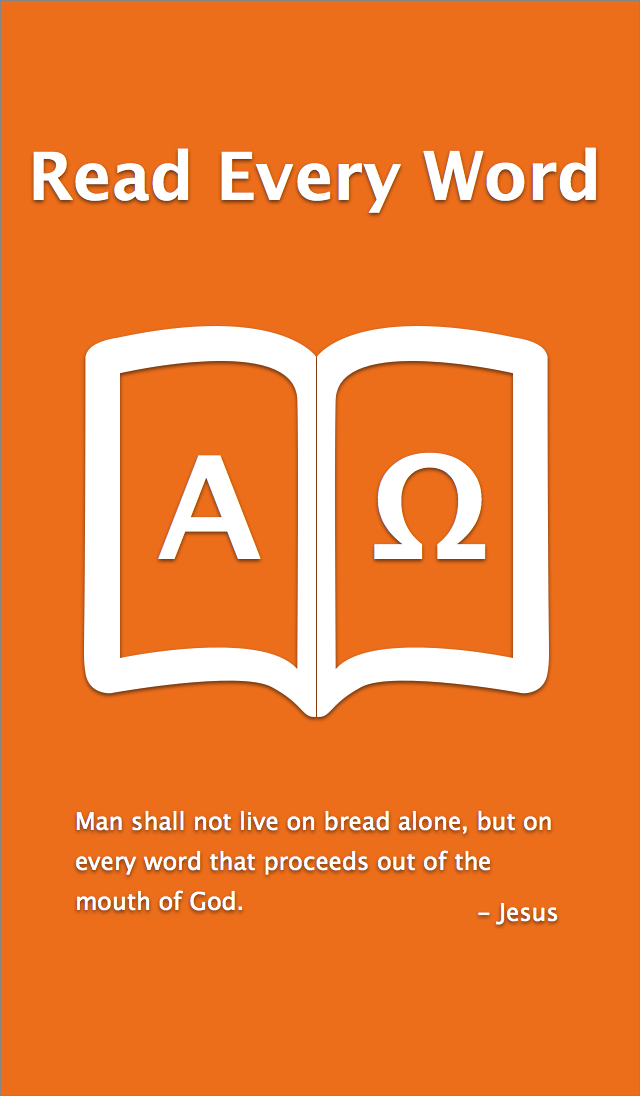 Read Every Word
Α Ω
Man shall not live on bread alone, but on
every word that proceeds out of the
mouth of God.
– Jesus